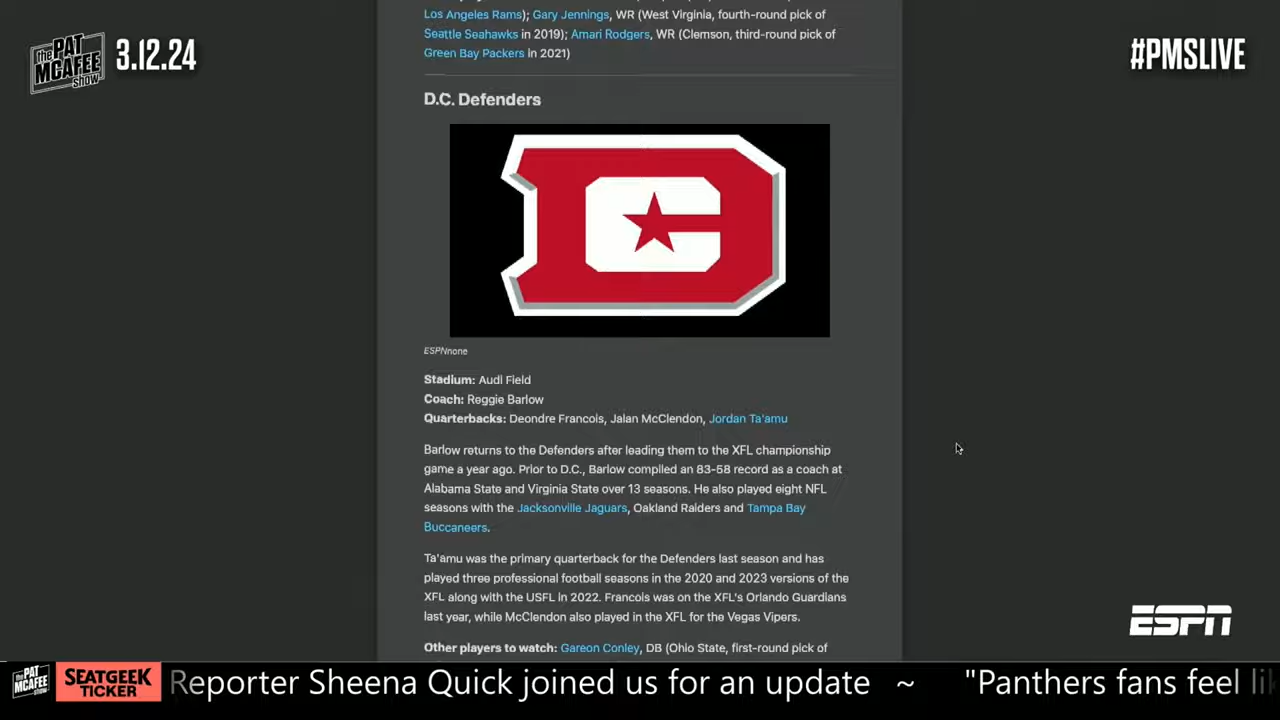 THE PAT MCAFEE SHOW
3.12.24
#PMSLIVE
Los Angeles Rams); Gary Jennings, WR (West Virginia, fourth-round pick of
Seattle Seahawks in 2019); Amari Rodgers, WR (Clemson, third-round pick of
Green Bay Packers in 2021)
D.C. Defenders
ESPNnone
Stadium: Audi Field
Coach: Reggie Barlow
Quarterbacks: Deondre Francois, Jalan McClendon, Jordan Ta'amu
Barlow returns to the Defenders after leading them to the XFL championship
game a year ago. Prior to D.C., Barlow compiled an 83-58 record as a coach at
Alabama State and Virginia State over 13 seasons. He also played eight NFL
seasons with the Jacksonville Jaguars, Oakland Raiders and Tampa Bay
Buccaneers.
Ta'amu was the primary quarterback for the Defenders last season and has
played three professional football seasons in the 2020 and 2023 versions of the
XFL along with the USFL in 2022. Francois was on the XFL's Orlando Guardians
last year, while McClendon also played in the XFL for the Vegas Vipers.
Other players to watch: Gareon Conley, DB (Ohio State, first-round pick of
ESPN
THE PAT MCAFEE SHOW
SEATGEEK
TICKER
Reporter Sheena Quick joined us for an update ~ "Panthers fans feel lik